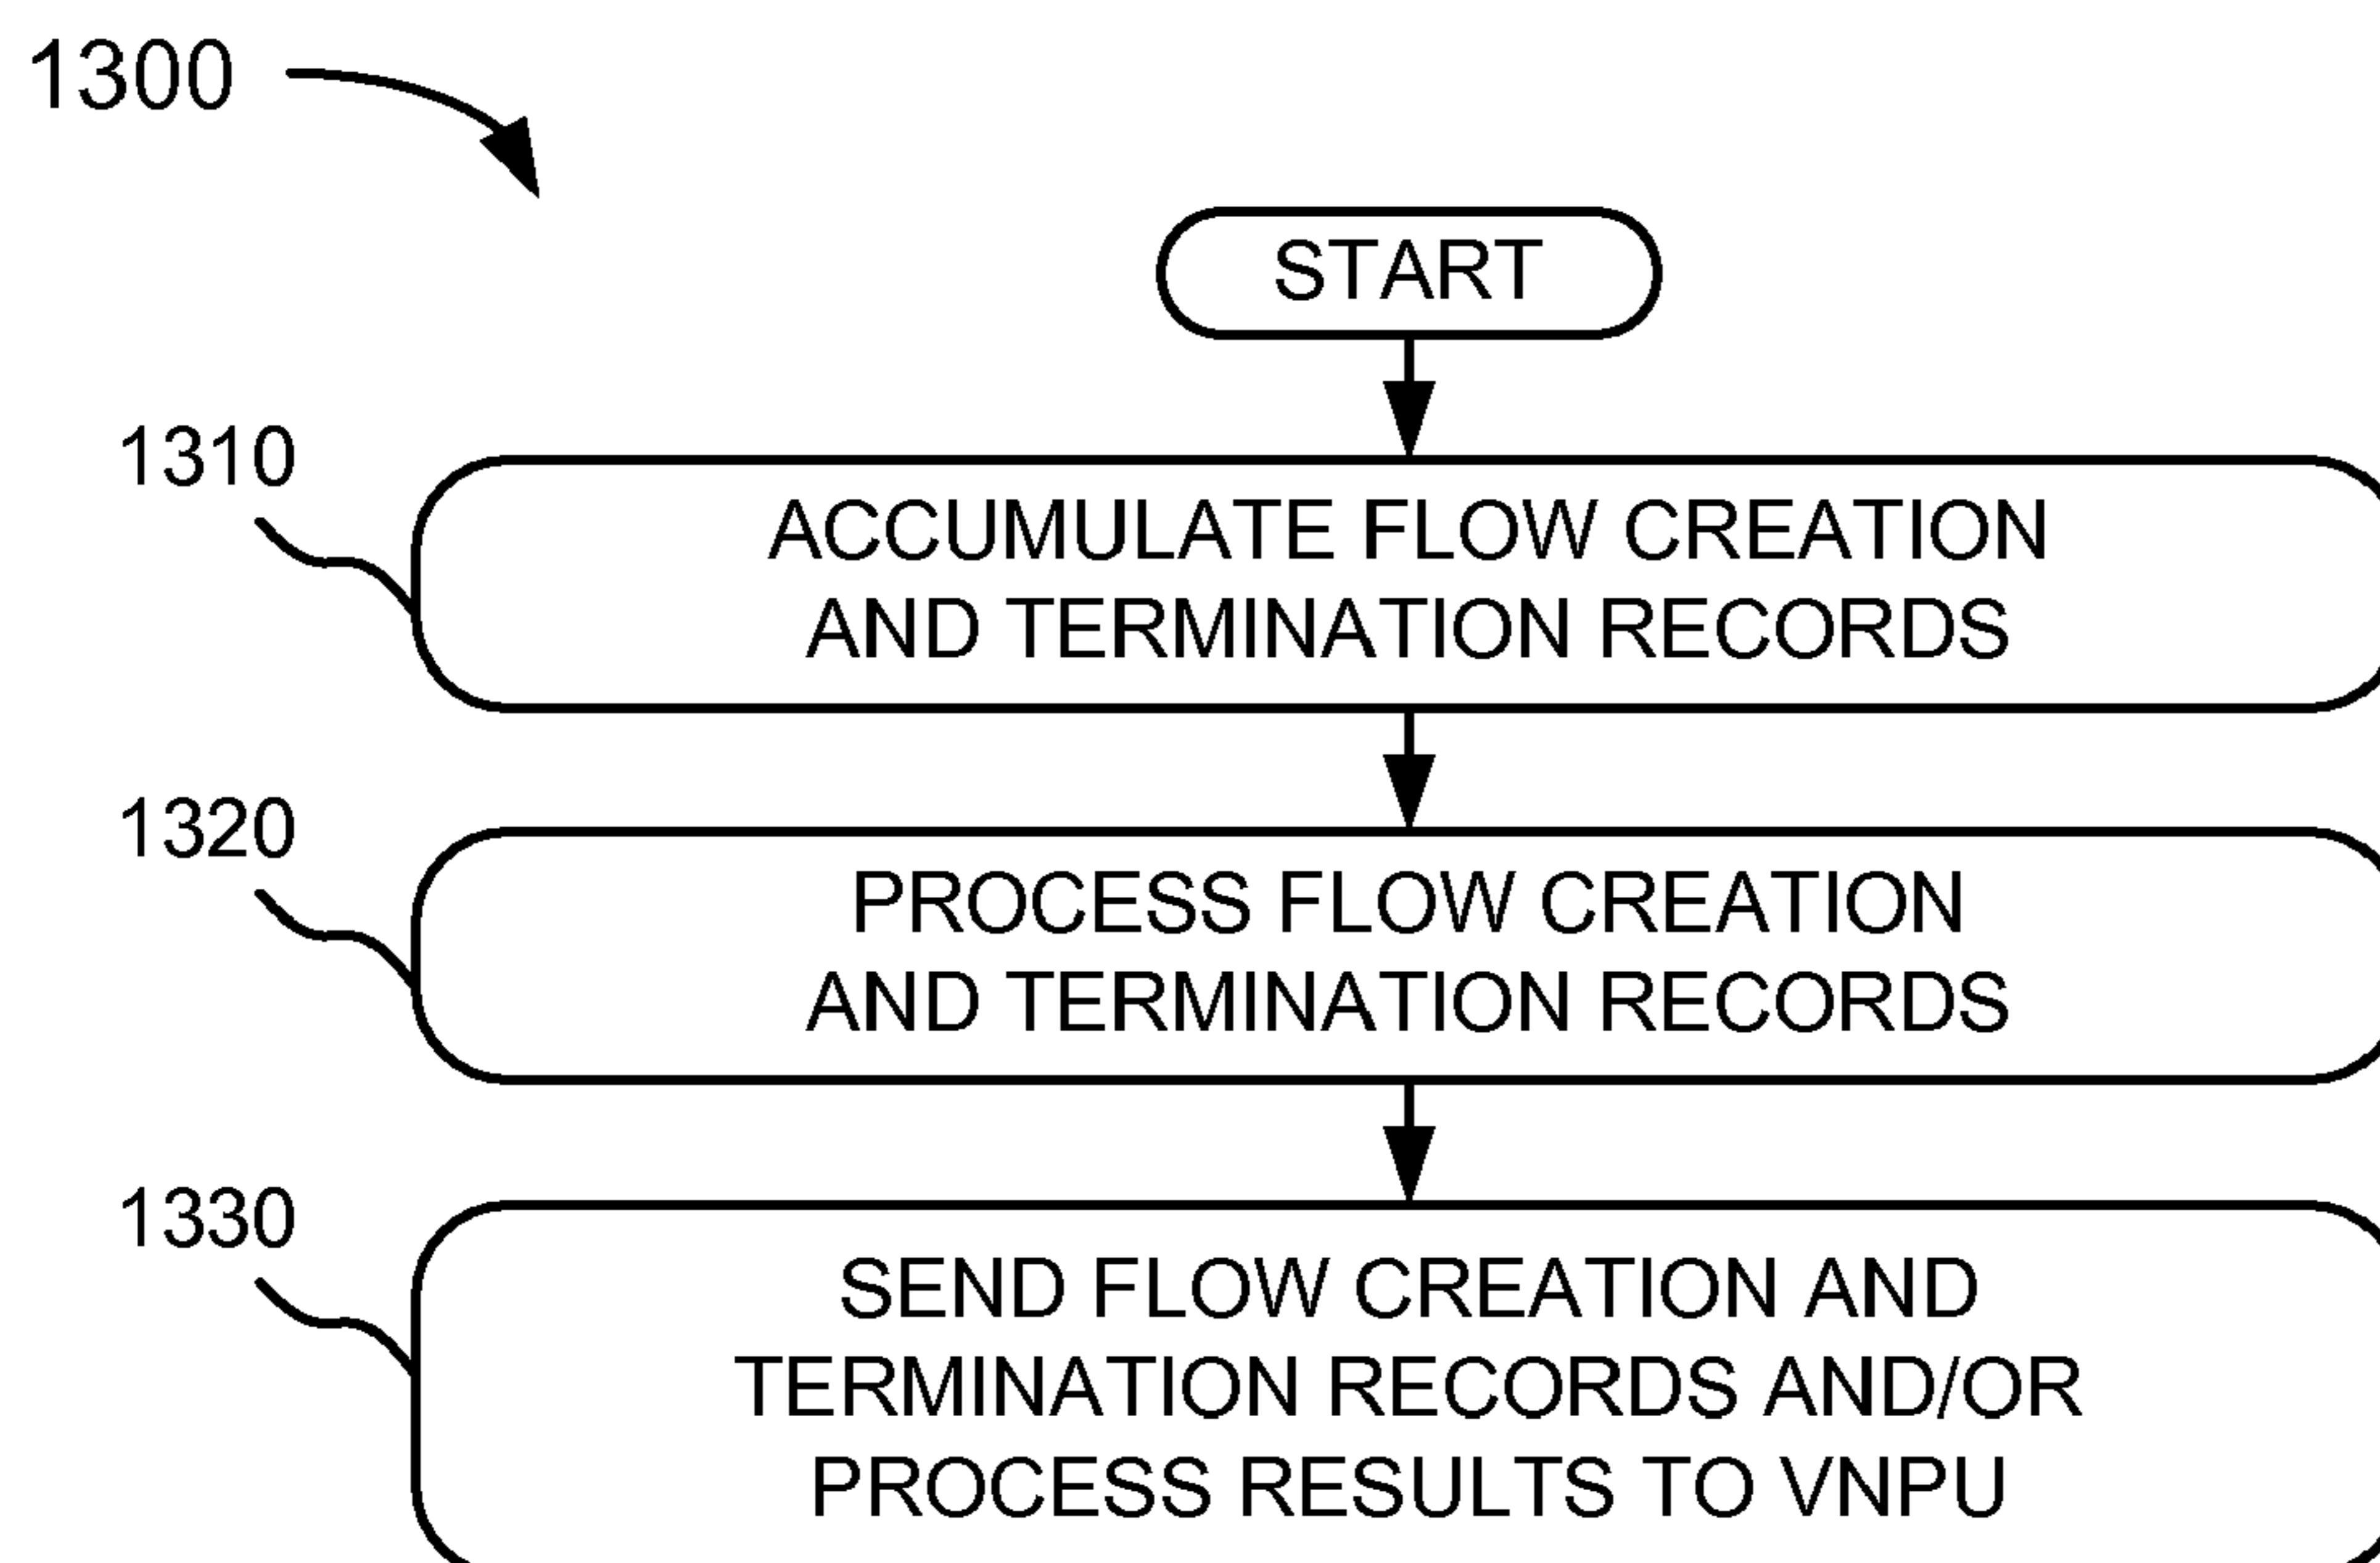 1300
START
1310
ACCUMULATE FLOW CREATION
AND TERMINATION RECORDS
1320
PROCESS FLOW CREATION
AND TERMINATION RECORDS
1330
SEND FLOW CREATION AND
TERMINATION RECORDS AND/OR
PROCESS RESULTS TO VNPU